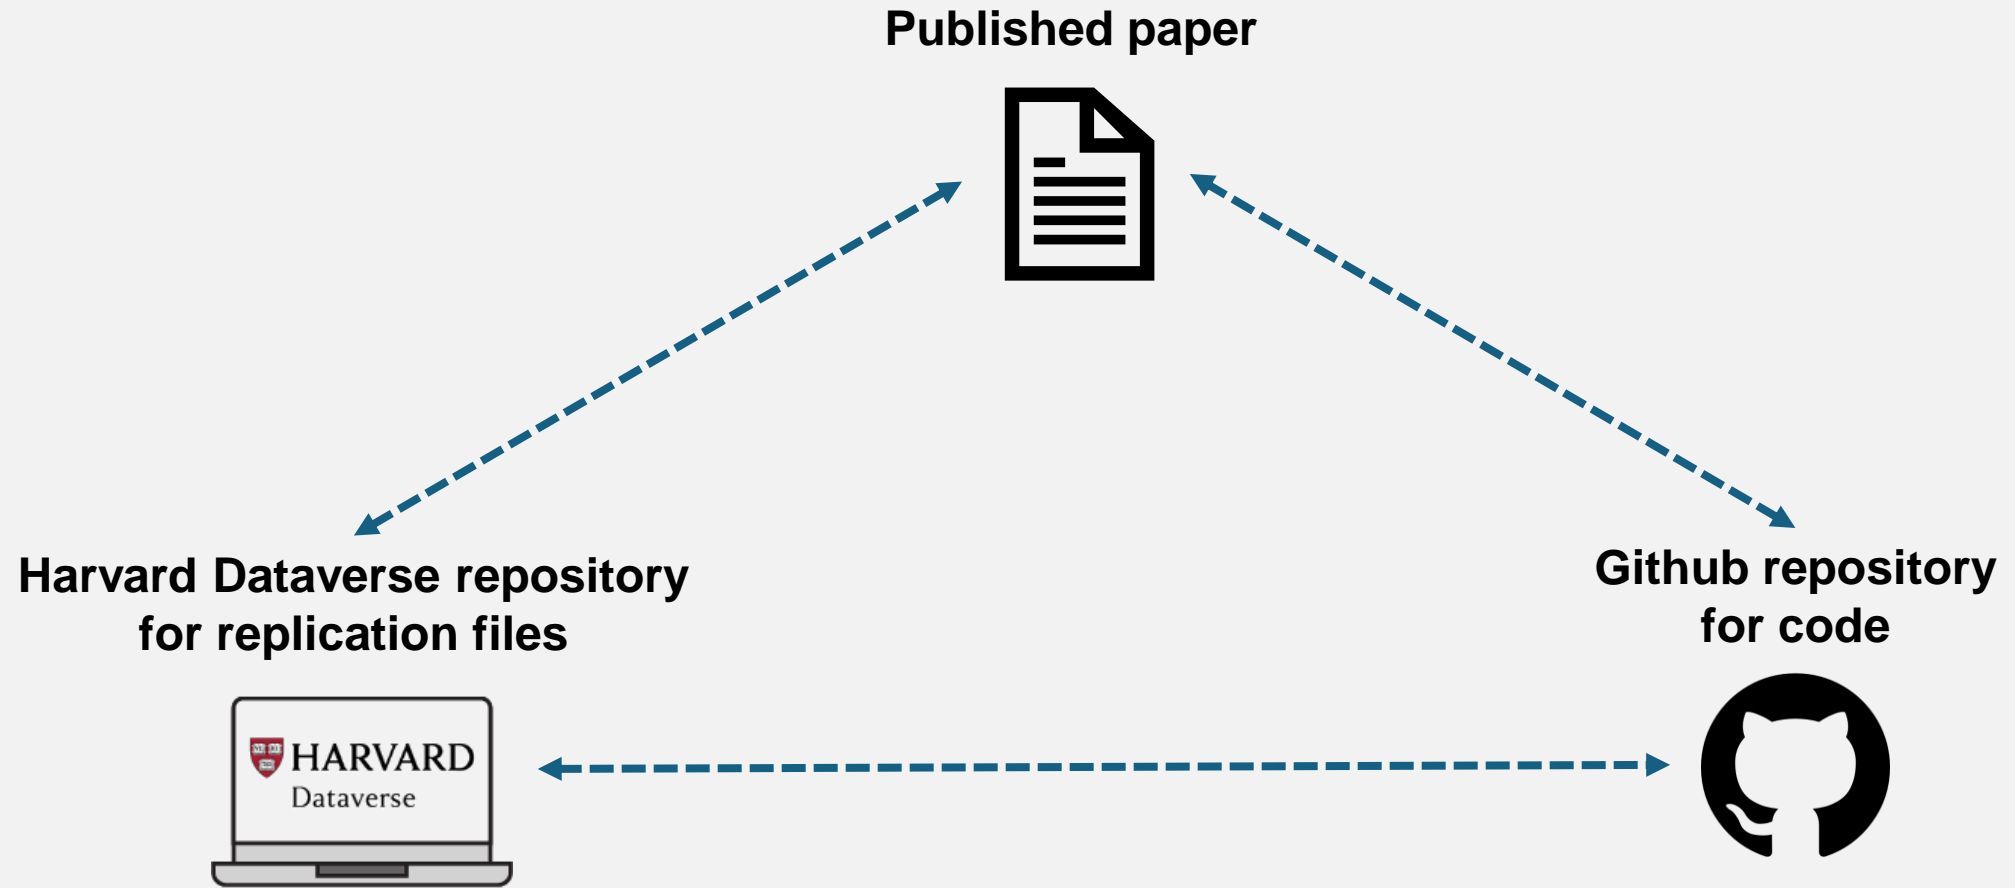 Published paper
Harvard Dataverse repository
for replication files
Github repository
for code
HARVARD
Dataverse